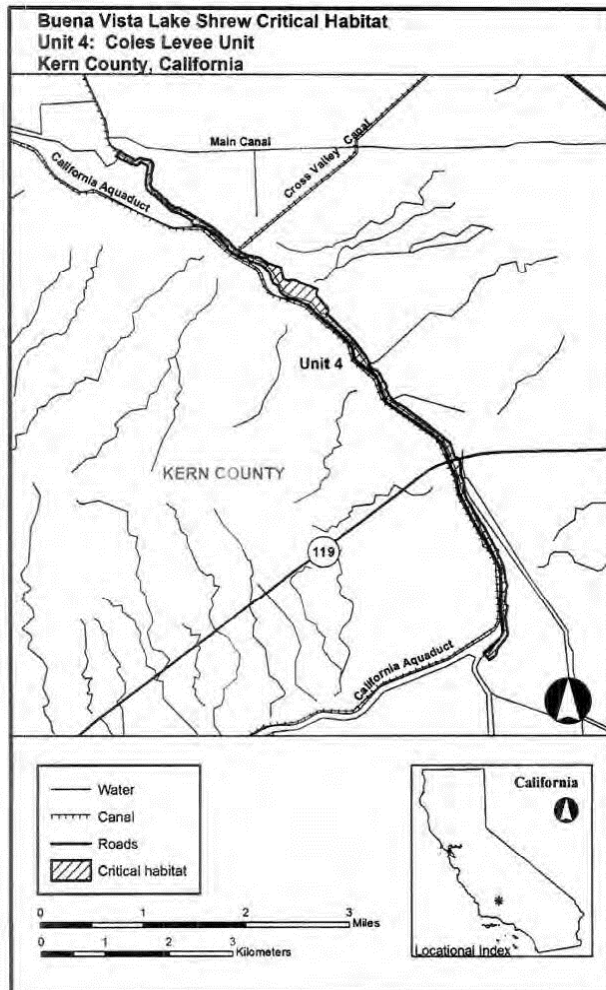 Buena Vista Lake Shrew Critical Habitat
Unit 4: Coles Levee Unit
Kern County, California
Main Canal
Cross Valley Canal
California Aquaduct
Unit 4
KERN COUNTY
119
California Aquaduct
Water
Canal
Roads
Critical habitat
0 1 2 3
Miles
0 1 2 3
Kilometers
California
Locational Index